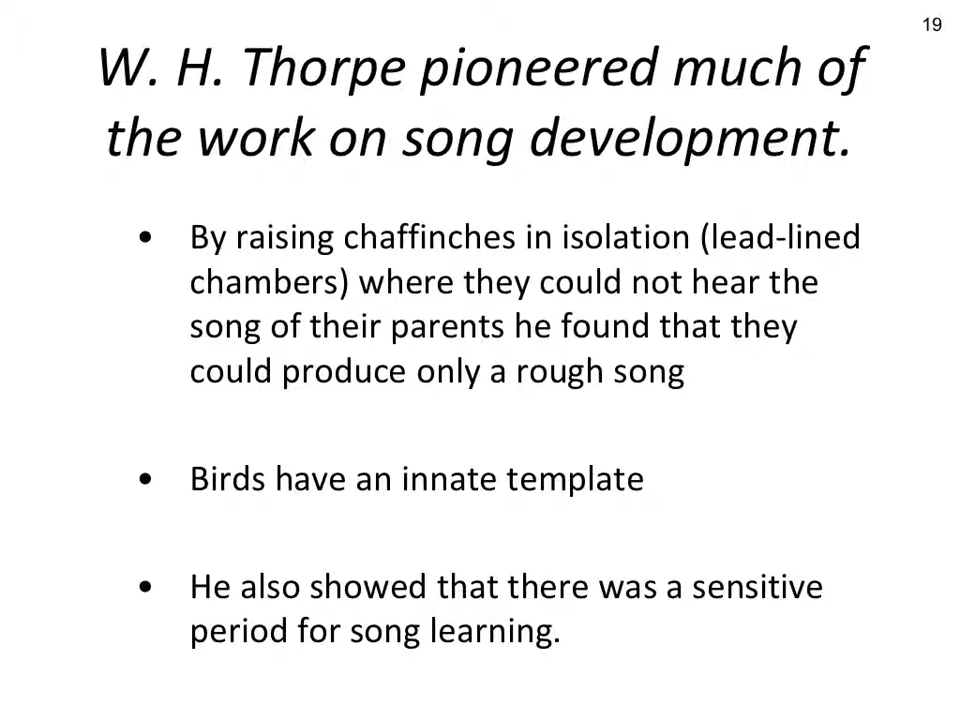 19
W. H. Thorpe pioneered much of
the work on song development.
• By raising chaffinches in isolation (lead-lined
chambers) where they could not hear the
song of their parents he found that they
could produce only a rough song
• Birds have an innate template
• He also showed that there was a sensitive
period for song learning.